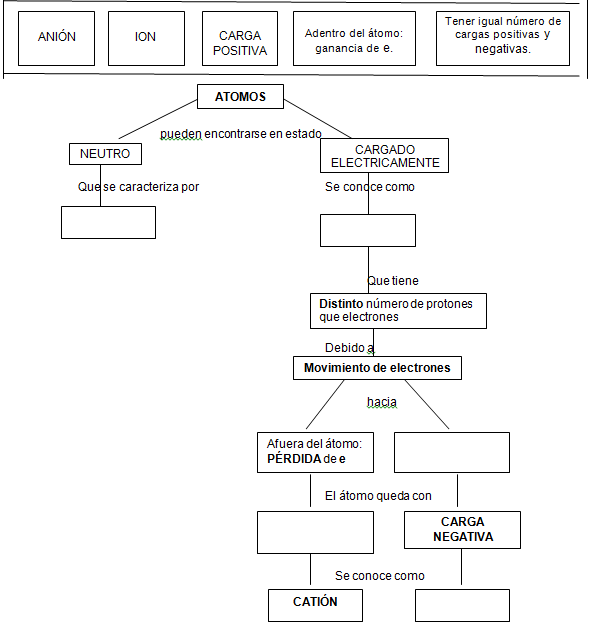 ANIÓN
ION
CARGA
POSITIVA
Adentro del átomo:
ganancia de e.
Tener igual número de
cargas positivas y
negativas.
ATOMOS
pueden encontrarse en estado
NEUTRO
CARGADO
ELECTRICAMENTE
Que se caracteriza por
Se conoce como
Que tiene
Distinto número de protones
que electrones
Debido a
Movimiento de electrones
hacia
Afuera del átomo:
PÉRDIDA de e
El átomo queda con
CARGA
NEGATIVA
Se conoce como
CATIÓN